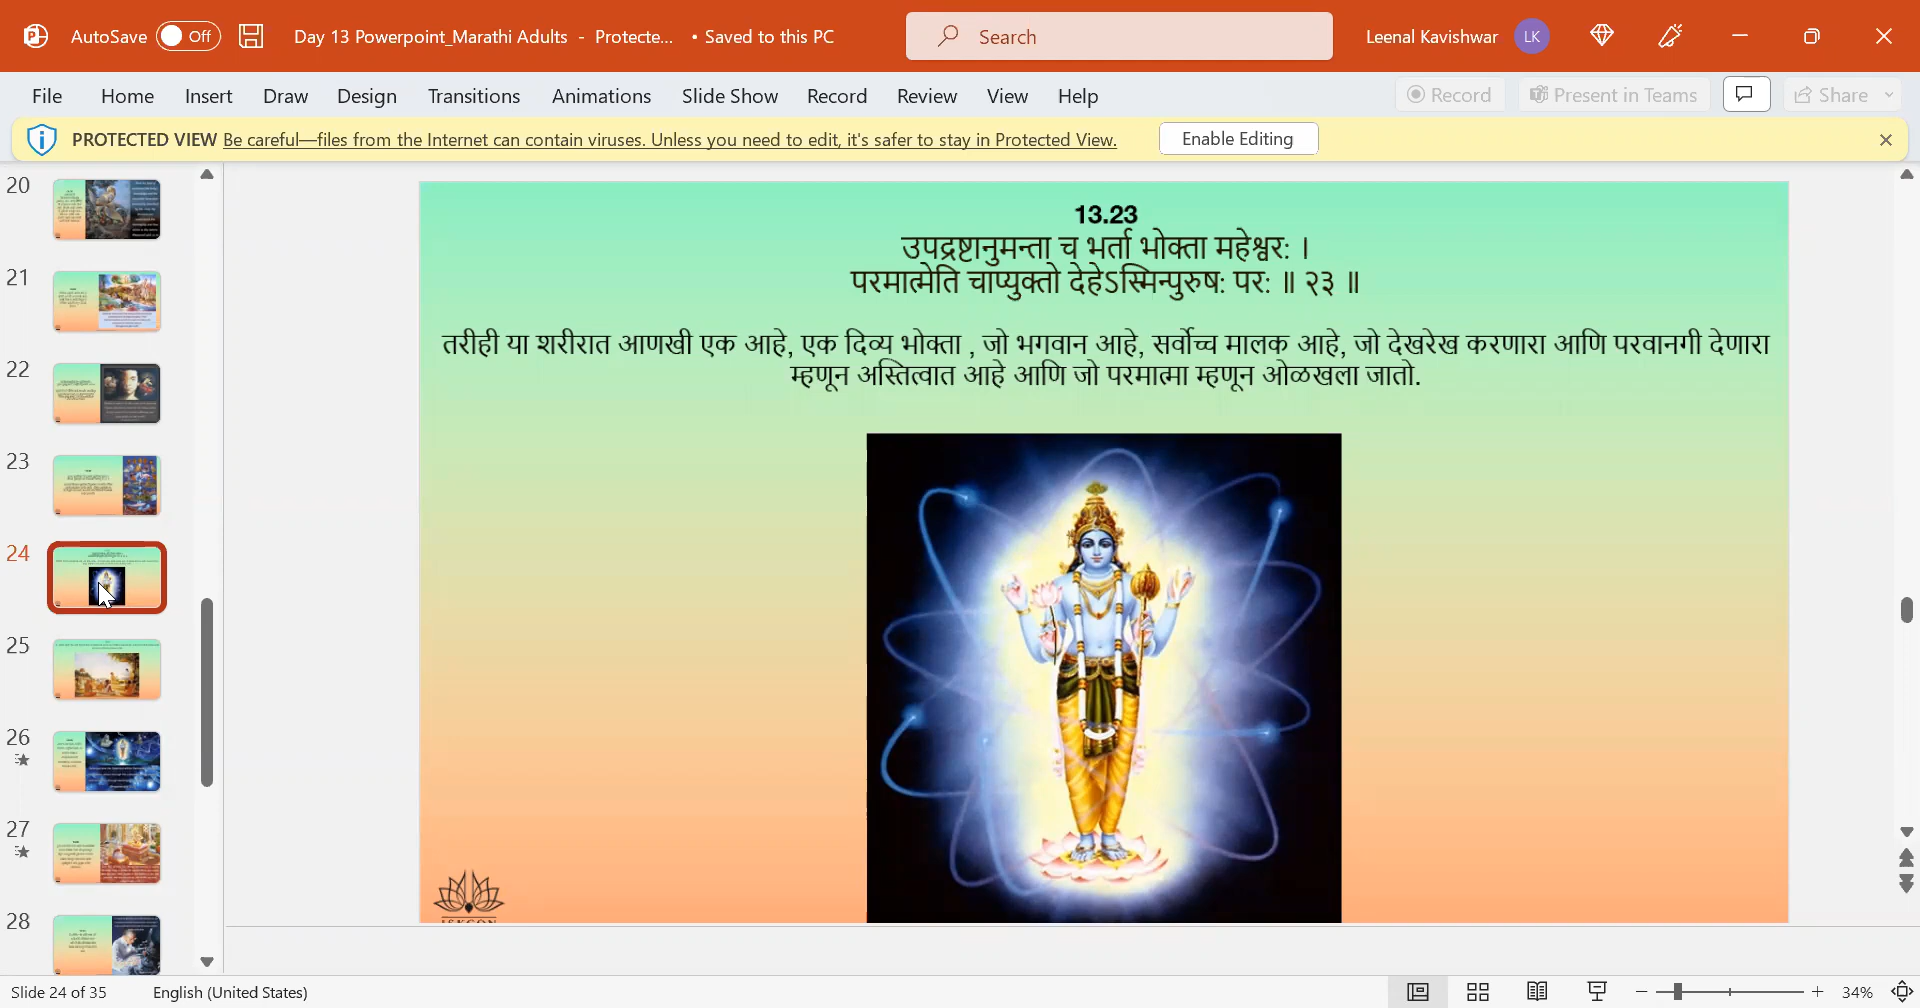 AutoSave Off Day 13 Powerpoint_Marathi Adults - Protecte... • Saved to this PC Search Leenal Kavishwar LK
File Home Insert Draw Design Transitions Animations Slide Show Record Review View Help Record Present in Teams Share
PROTECTED VIEW Be careful—files from the Internet can contain viruses. Unless you need to edit, it's safer to stay in Protected View. Enable Editing
20
21
22
23
24
25
26
27
28
13.23
उपद्रष्टानुमन्ता च भर्ता भोक्ता महेश्वरः ।
परमात्मेति चाप्युक्तो देहेऽस्मिन्पुरुषः परः ॥ २३ ॥
तरीही या शरीरात आणखी एक आहे, एक दिव्य भोक्ता , जो भगवान आहे, सर्वोच्च मालक आहे, जो देखरेख करणारा आणि परवानगी देणारा
म्हणून अस्तित्वात आहे आणि जो परमात्मा म्हणून ओळखला जातो.
ISKCON
Slide 24 of 35 English (United States) 34%